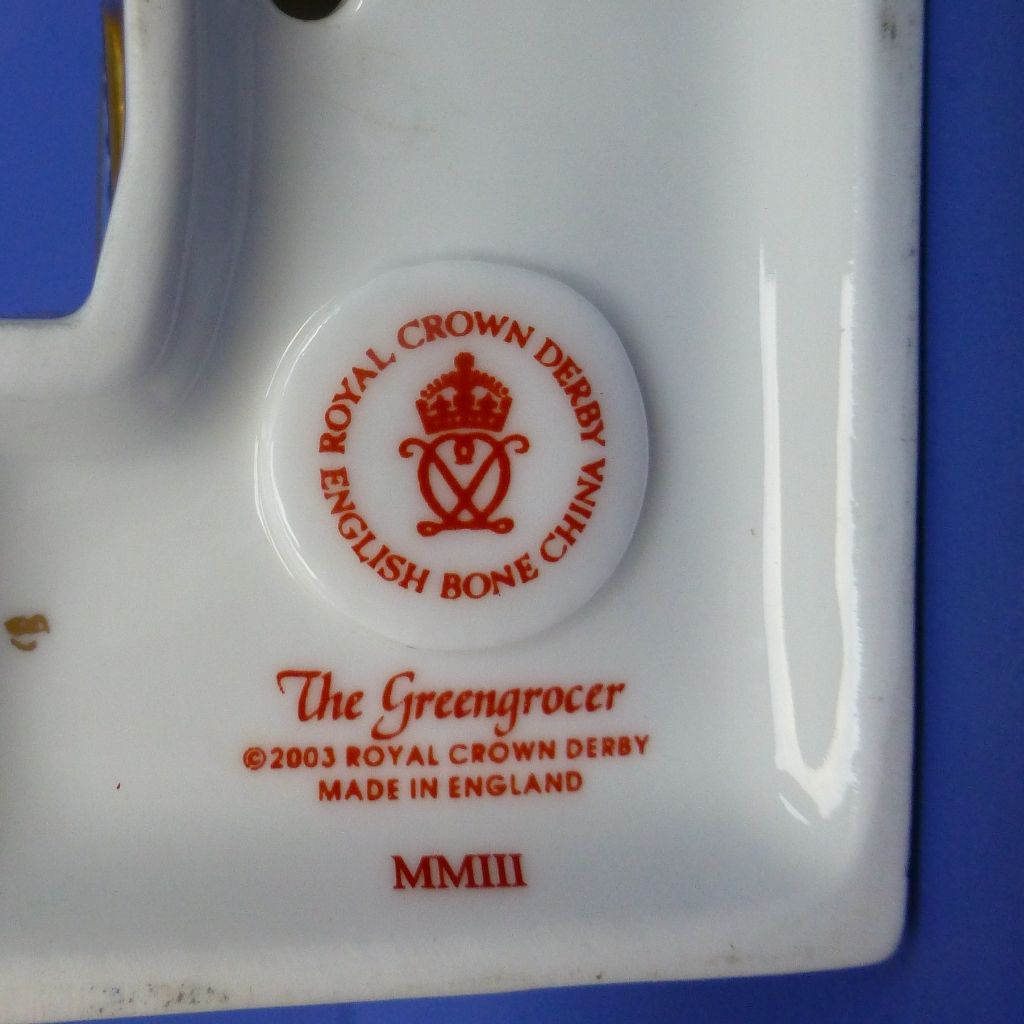 ROYAL CROWN DERBY
ENGLISH BONE CHINA
The Greengrocer
©2003 ROYAL CROWN DERBY
MADE IN ENGLAND
MMIII